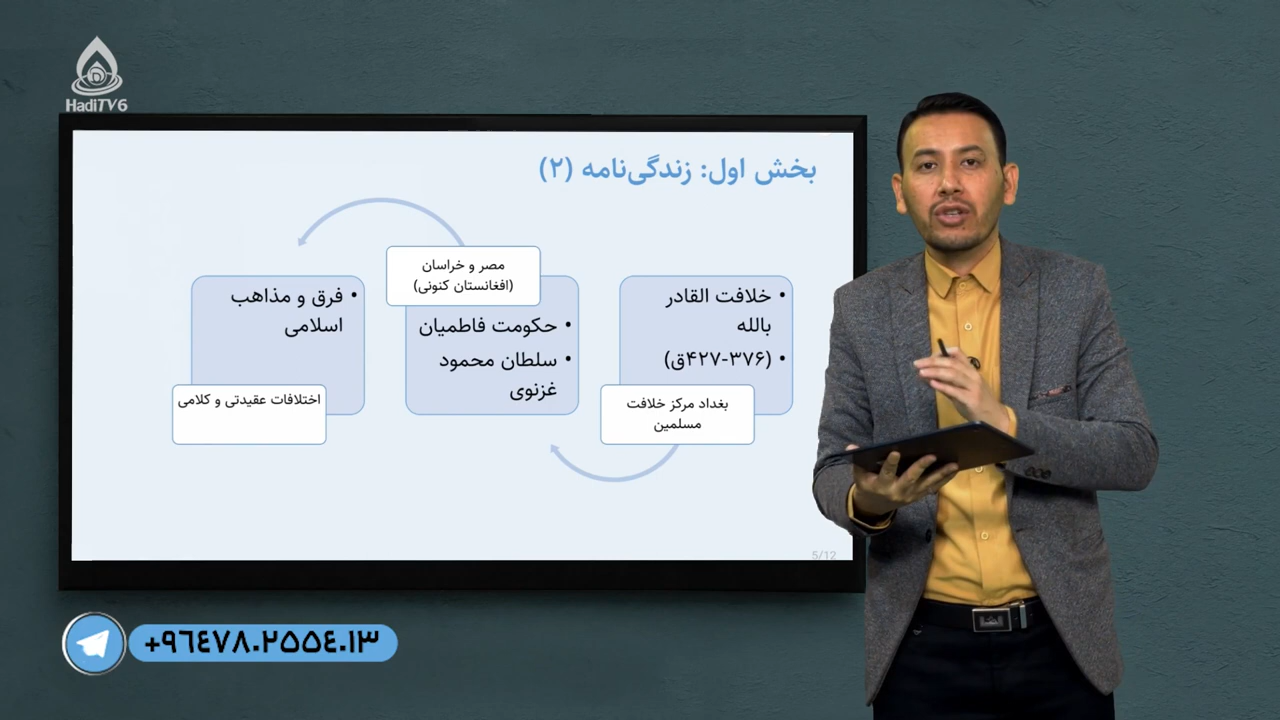 HadiTV6
بخش اول: زندگی‌نامه (۲)
• خلافت القادر
بالله
• (۳۷۶-۴۲۷ق)
بغداد مرکز خلافت
مسلمین
مصر و خراسان
(افغانستان کنونی)
• حکومت فاطمیان
• سلطان محمود
غزنوی
• فرق و مذاهب
اسلامی
اختلافات عقیدتی و کلامی
5/12
+۹٦٤٧٨٠٢٥٥٤٠١٣